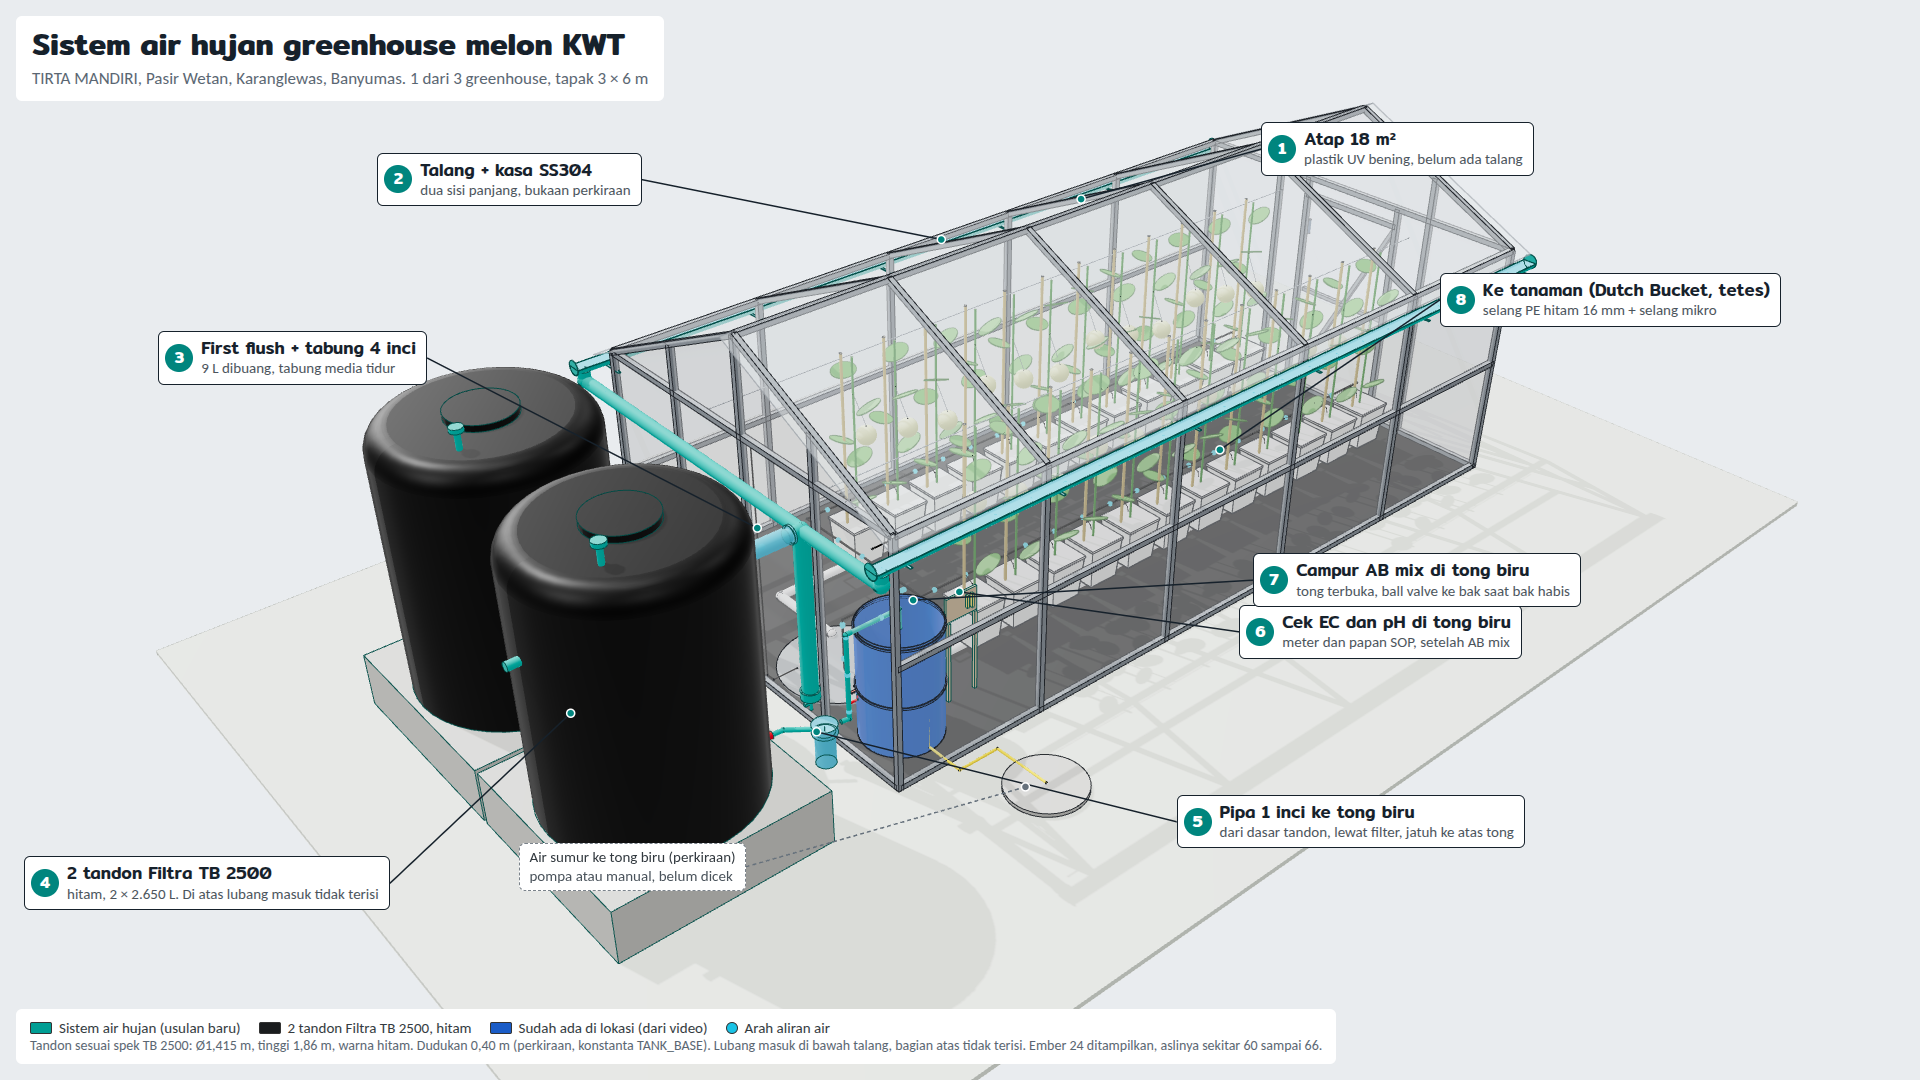 Sistem air hujan greenhouse melon KWT
TIRTA MANDIRI, Pasir Wetan, Karanglewas, Banyumas. 1 dari 3 greenhouse, tapak 3 × 6 m
1 Atap 18 m²
plastik UV bening, belum ada talang
2 Talang + kasa SS304
dua sisi panjang, bukaan perkiraan
8 Ke tanaman (Dutch Bucket, tetes)
selang PE hitam 16 mm + selang mikro
3 First flush + tabung 4 inci
9 L dibuang, tabung media tidur
7 Campur AB mix di tong biru
tong terbuka, ball valve ke bak saat bak habis
6 Cek EC dan pH di tong biru
meter dan papan SOP, setelah AB mix
5 Pipa 1 inci ke tong biru
dari dasar tandon, lewat filter, jatuh ke atas tong
Air sumur ke tong biru (perkiraan)
pompa atau manual, belum dicek
4 2 tandon Filtra TB 2500
hitam, 2 × 2.650 L. Di atas lubang masuk tidak terisi
Sistem air hujan (usulan baru) 2 tandon Filtra TB 2500, hitam Sudah ada di lokasi (dari video) Arah aliran air
Tandon sesuai spek TB 2500: Ø1,415 m, tinggi 1,86 m, warna hitam. Dudukan 0,40 m (perkiraan, konstanta TANK_BASE). Lubang masuk di bawah talang, bagian atas tidak terisi. Ember 24 ditampilkan, aslinya sekitar 60 sampai 66.